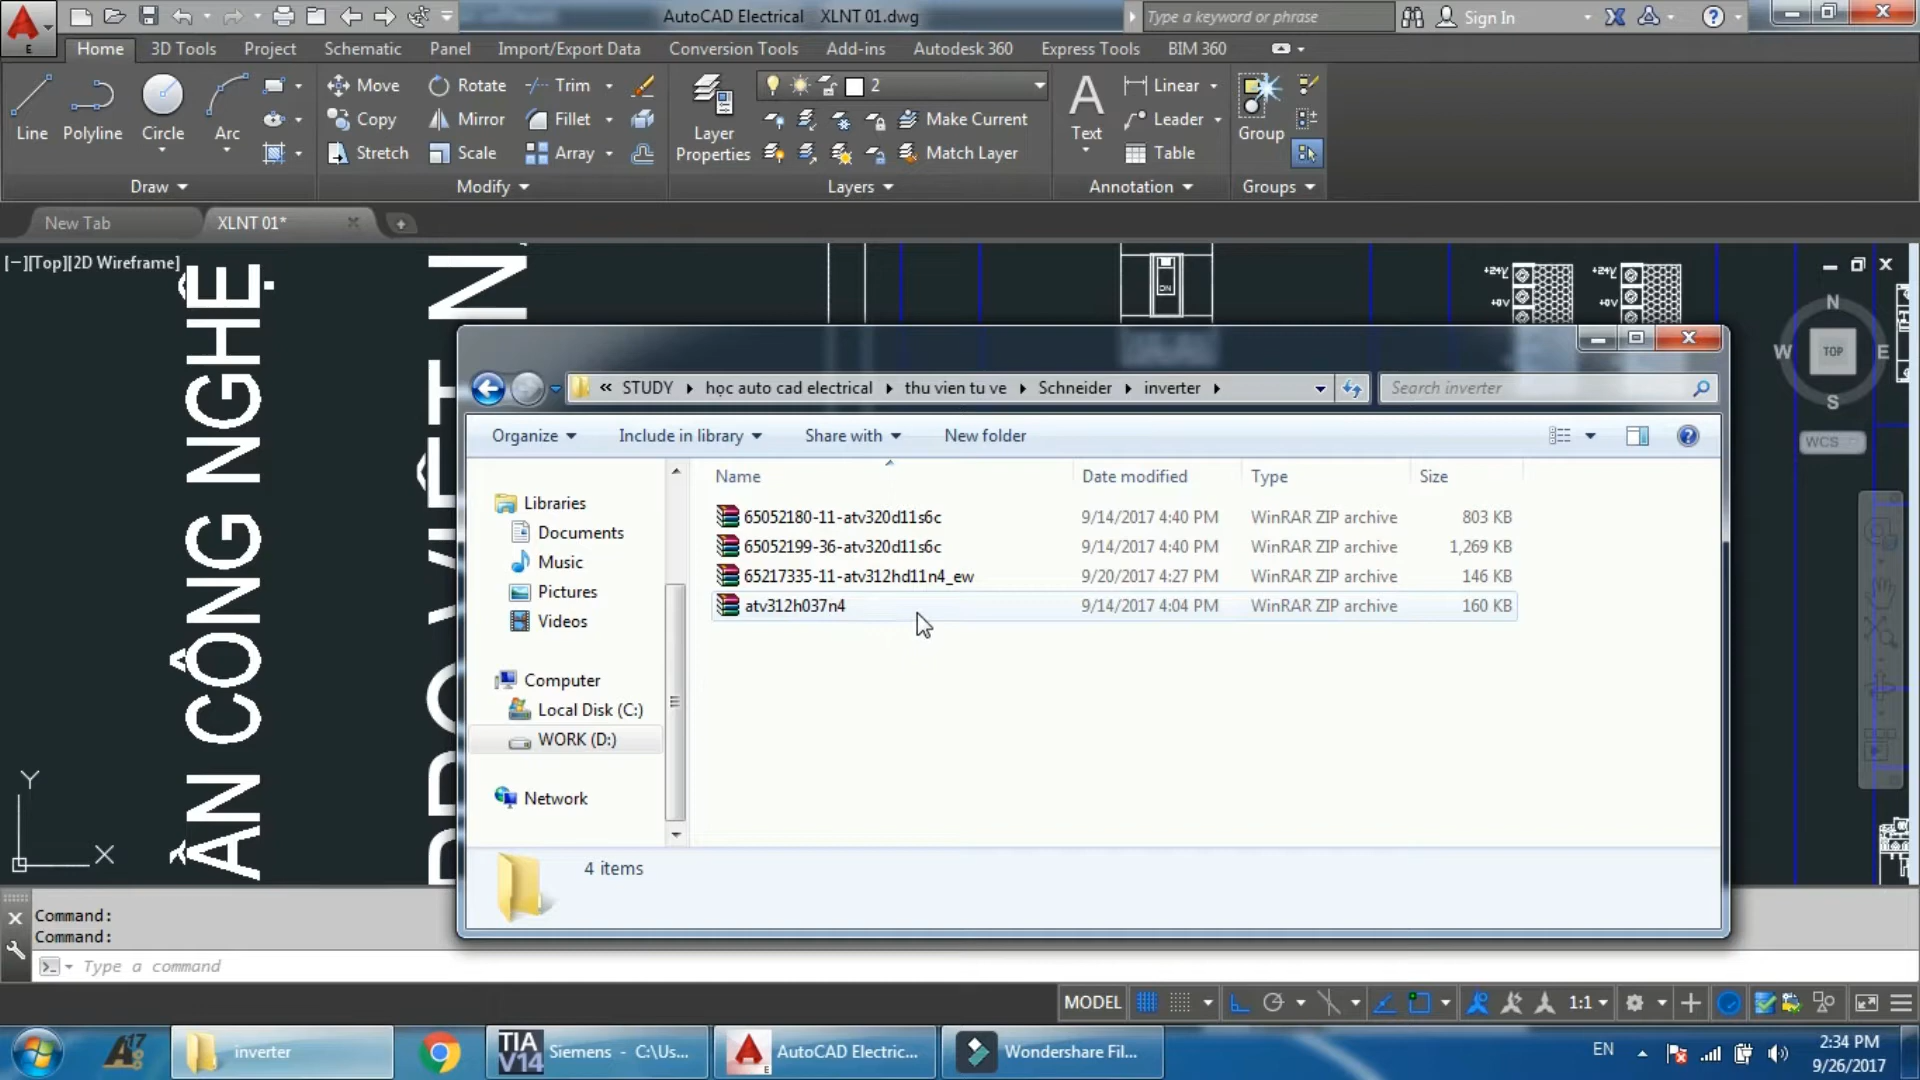 AutoCAD Electrical XLNT 01.dwg
Type a keyword or phrase
Sign In
Home 3D Tools Project Schematic Panel Import/Export Data Conversion Tools Add-ins Autodesk 360 Express Tools BIM 360
Line Polyline Circle Arc
Move Rotate Trim
Copy Mirror Fillet
Stretch Scale Array
Layer Properties
2
Make Current
Match Layer
Text
Linear
Leader
Table
Group
Draw Modify Layers Annotation Groups
New Tab XLNT 01*
[−][Top][2D Wireframe]
ÂN CÔNG NGHỆ
+24V +24V
+0V +0V
N
W TOP E
S
WCS
« STUDY học auto cad electrical thu vien tu ve Schneider inverter
Search inverter
Organize Include in library Share with New folder
Name Date modified Type Size
65052180-11-atv320d11s6c 9/14/2017 4:40 PM WinRAR ZIP archive 803 KB
65052199-36-atv320d11s6c 9/14/2017 4:40 PM WinRAR ZIP archive 1,269 KB
65217335-11-atv312hd11n4_ew 9/20/2017 4:27 PM WinRAR ZIP archive 146 KB
atv312h037n4 9/14/2017 4:04 PM WinRAR ZIP archive 160 KB
Libraries
Documents
Music
Pictures
Videos
Computer
Local Disk (C:)
WORK (D:)
Network
4 items
Y
X
Command:
Command:
Type a command
MODEL 1:1
inverter
TIA V14 Siemens - C:\Us...
AutoCAD Electric...
Wondershare Fil...
EN
2:34 PM
9/26/2017